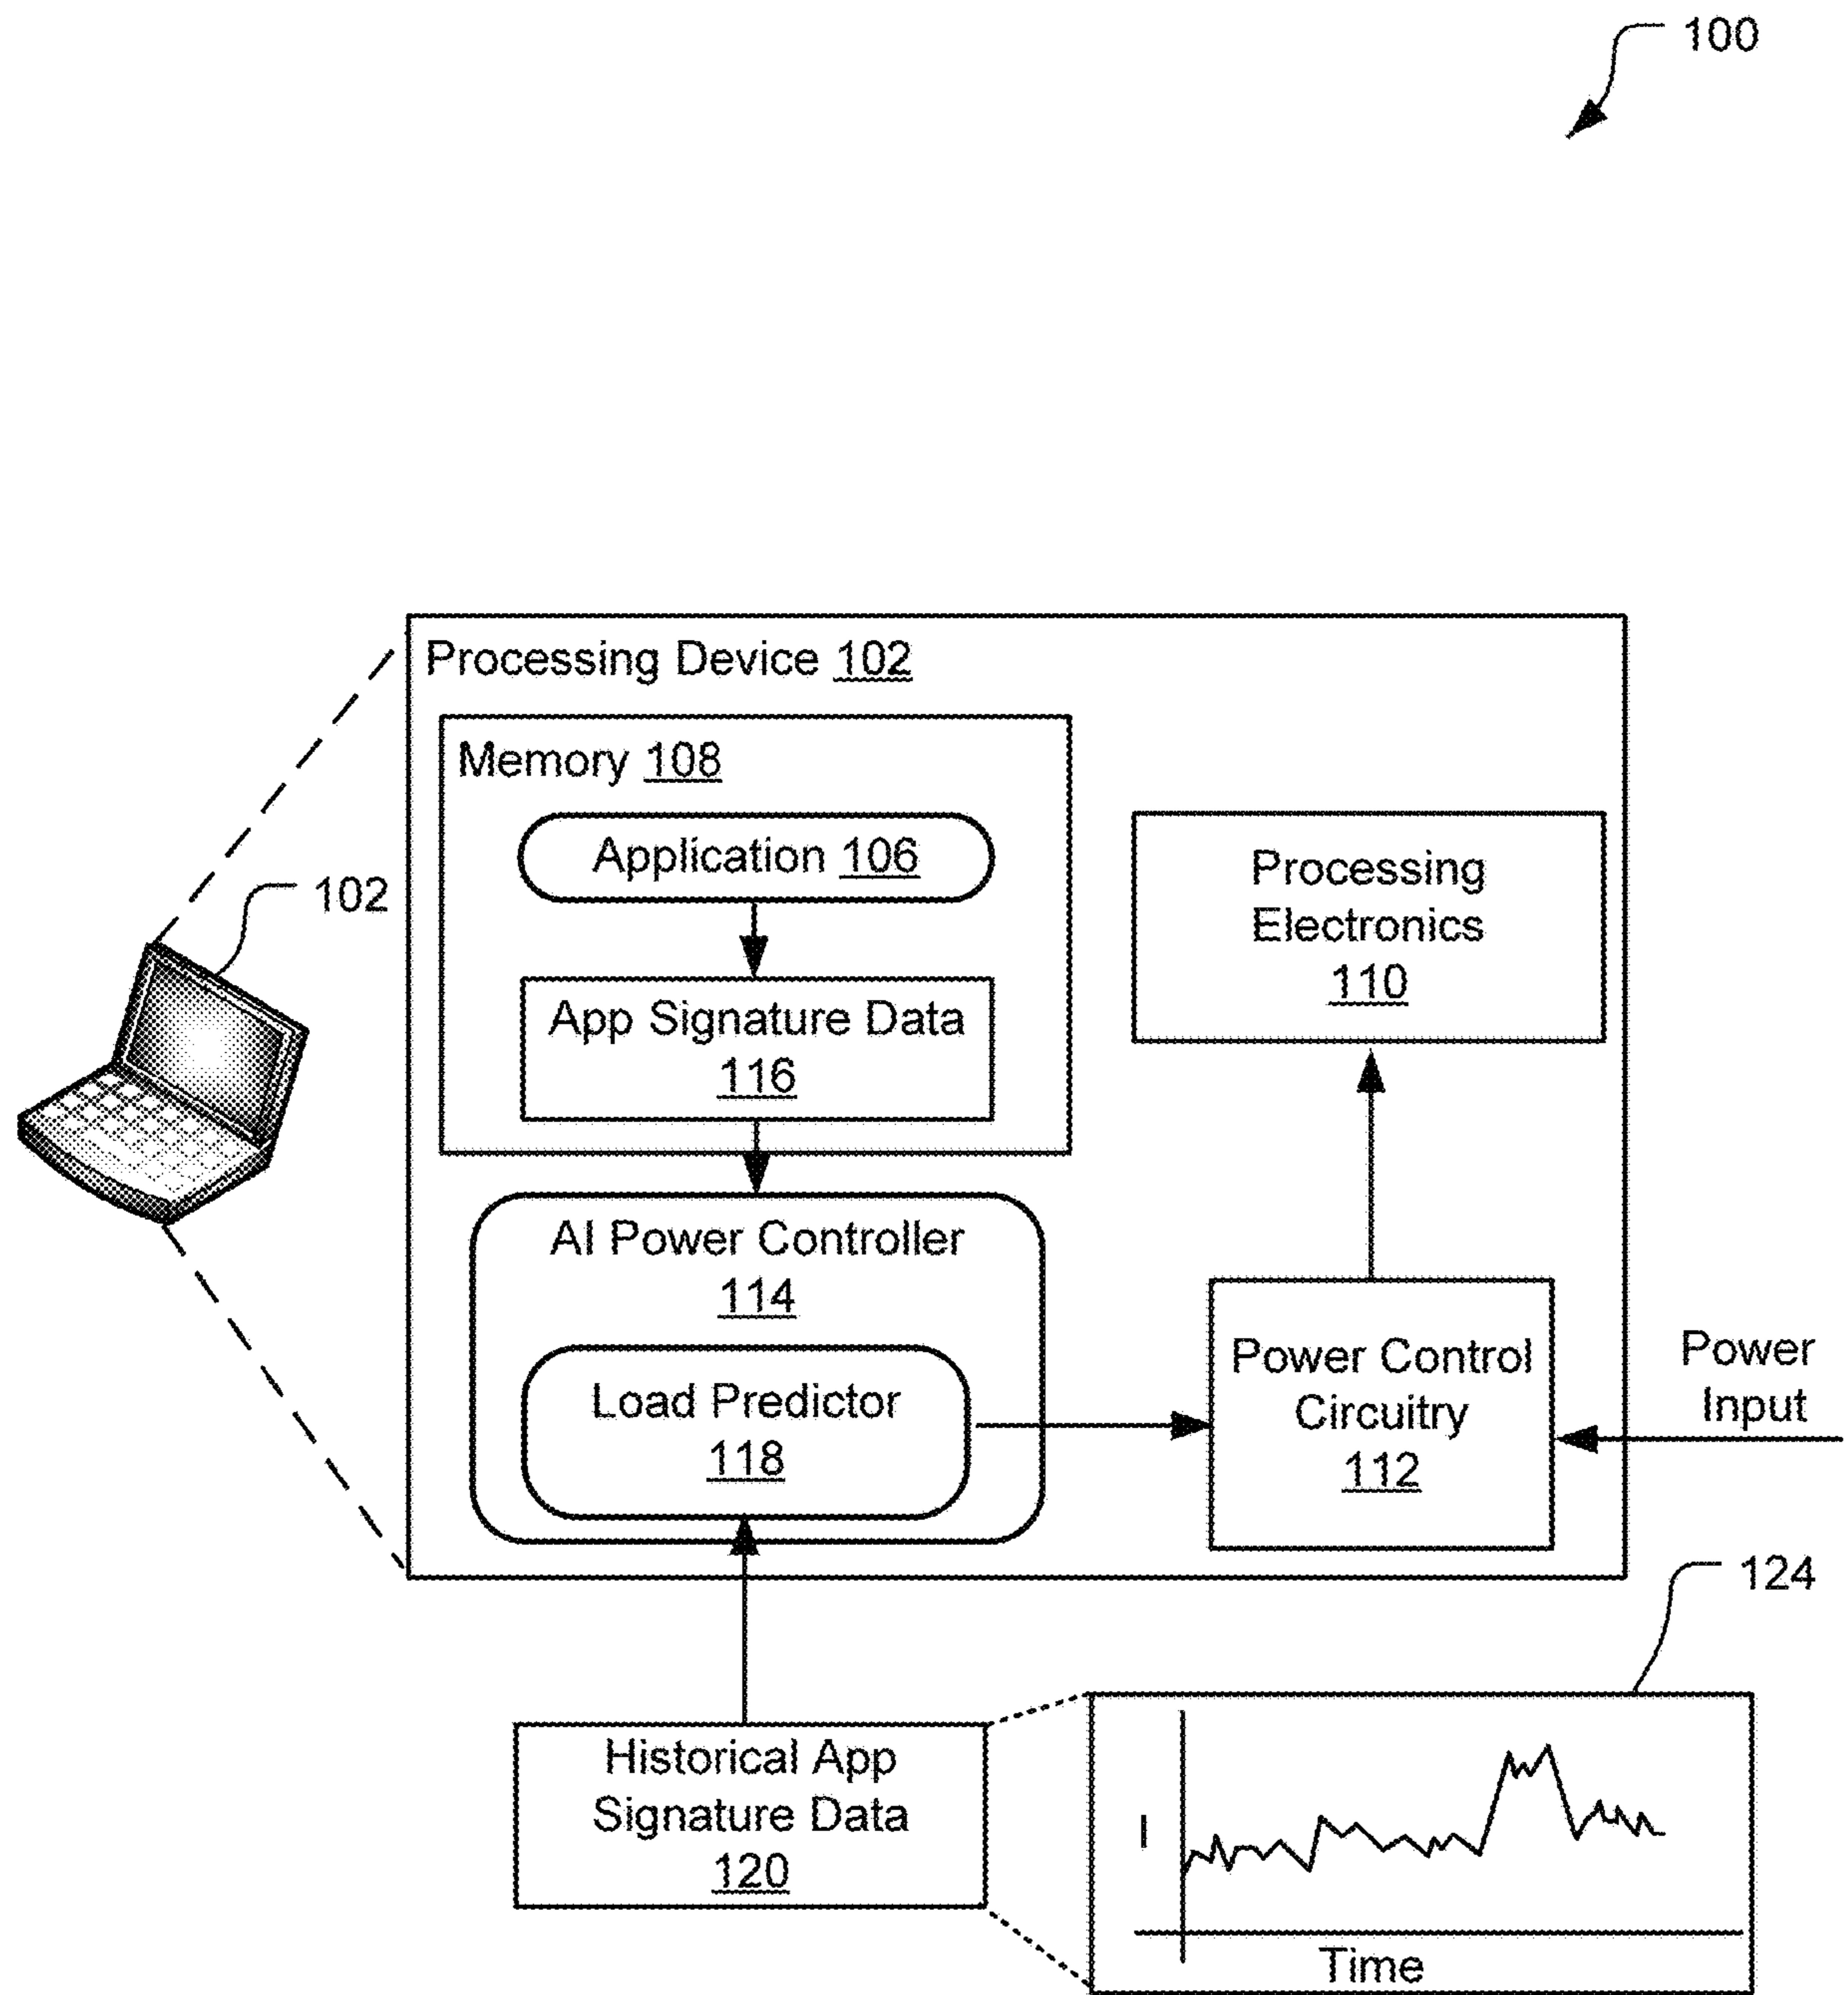 100
Processing Device 102
Memory 108
Application 106
App Signature Data
116
Processing
Electronics
110
102
AI Power Controller
114
Load Predictor
118
Power Control
Circuitry
112
Power
Input
124
Historical App
Signature Data
120
I
Time